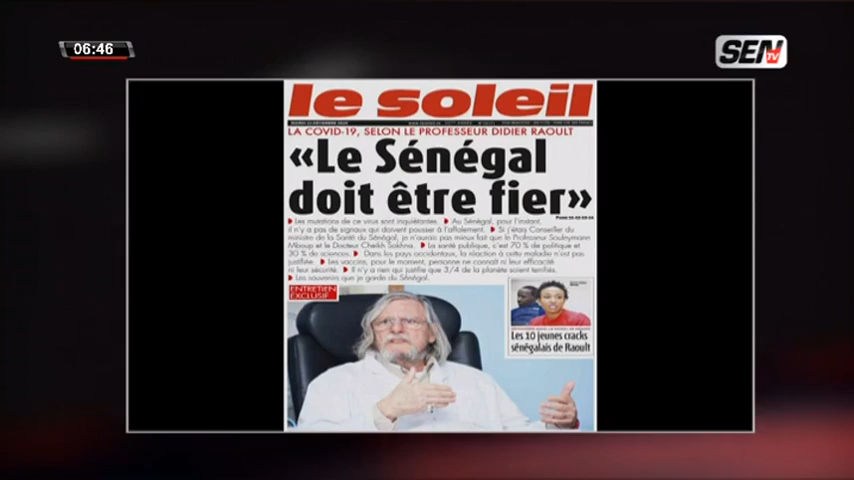 06:46
SEN TV
le soleil
LA COVID-19, SELON LE PROFESSEUR DIDIER RAOULT
«Le Sénégal
doit être fier»
Les mutations de ce virus sont inquiétantes. Au Sénégal, pour l'instant,
il n'y a pas de signaux qui doivent pousser à l'affolement. Si j'étais Conseiller du
ministre de la Santé du Sénégal, je n'aurais pas mieux fait que le Professeur Souleymane
Mboup et le Docteur Cheikh Sokhna. La santé publique, c'est 70 % de politique et
30 % de sciences. Dans les pays occidentaux, la réaction à cette maladie n'est pas
justifiée. Les vaccins, pour le moment, personne ne connaît ni leur efficacité
ni leur sécurité. Il n'y a rien qui justifie que 3/4 de la planète soient terrifiés.
Les souvenirs que je garde du Sénégal.
ENTRETIEN
EXCLUSIF
Les 10 jeunes cracks
sénégalais de Raoult